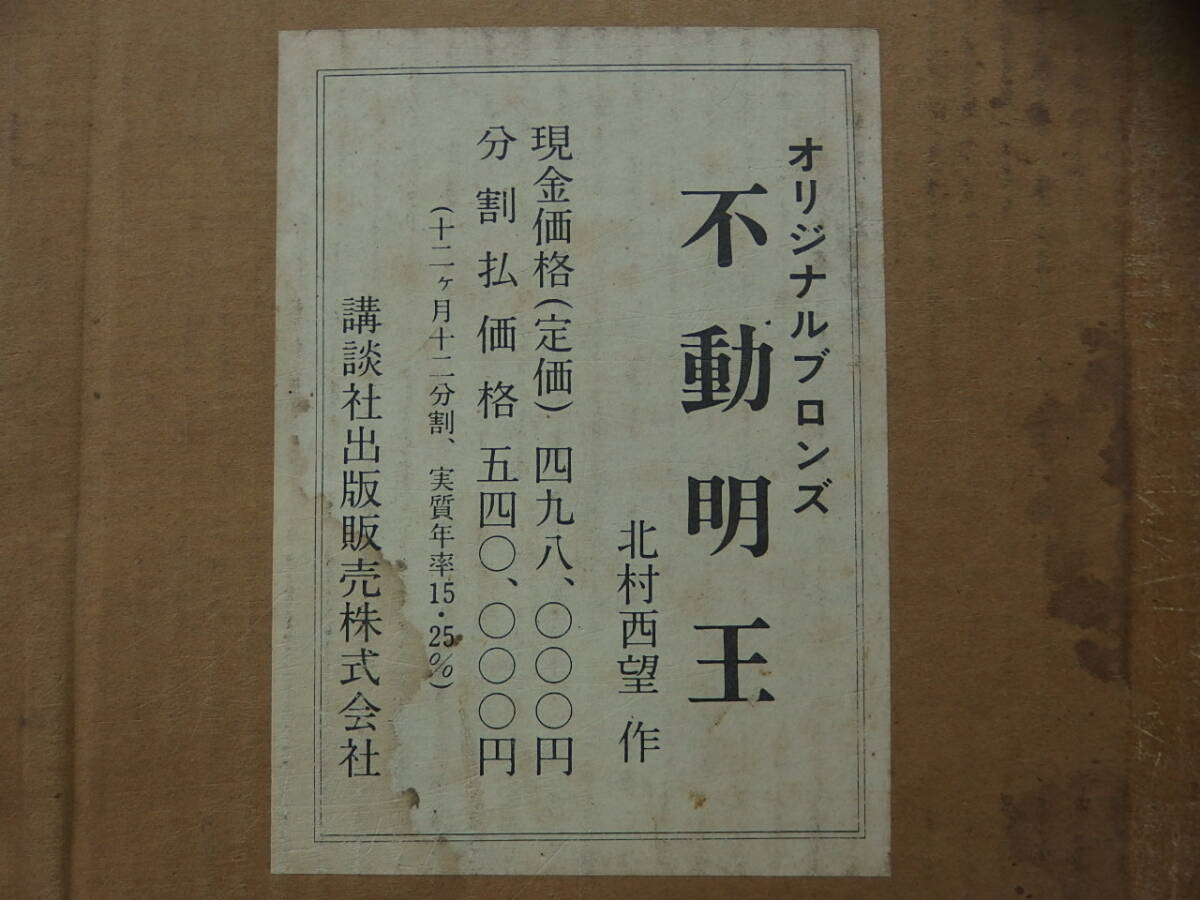 オリジナルブロンズ
不動明王
北村西望 作
現金価格(定価) 四九八、〇〇〇円
分割払価格 五四〇、〇〇〇円
(十二ヶ月十二分割、実質年率15・25%)
講談社出版販売株式会社